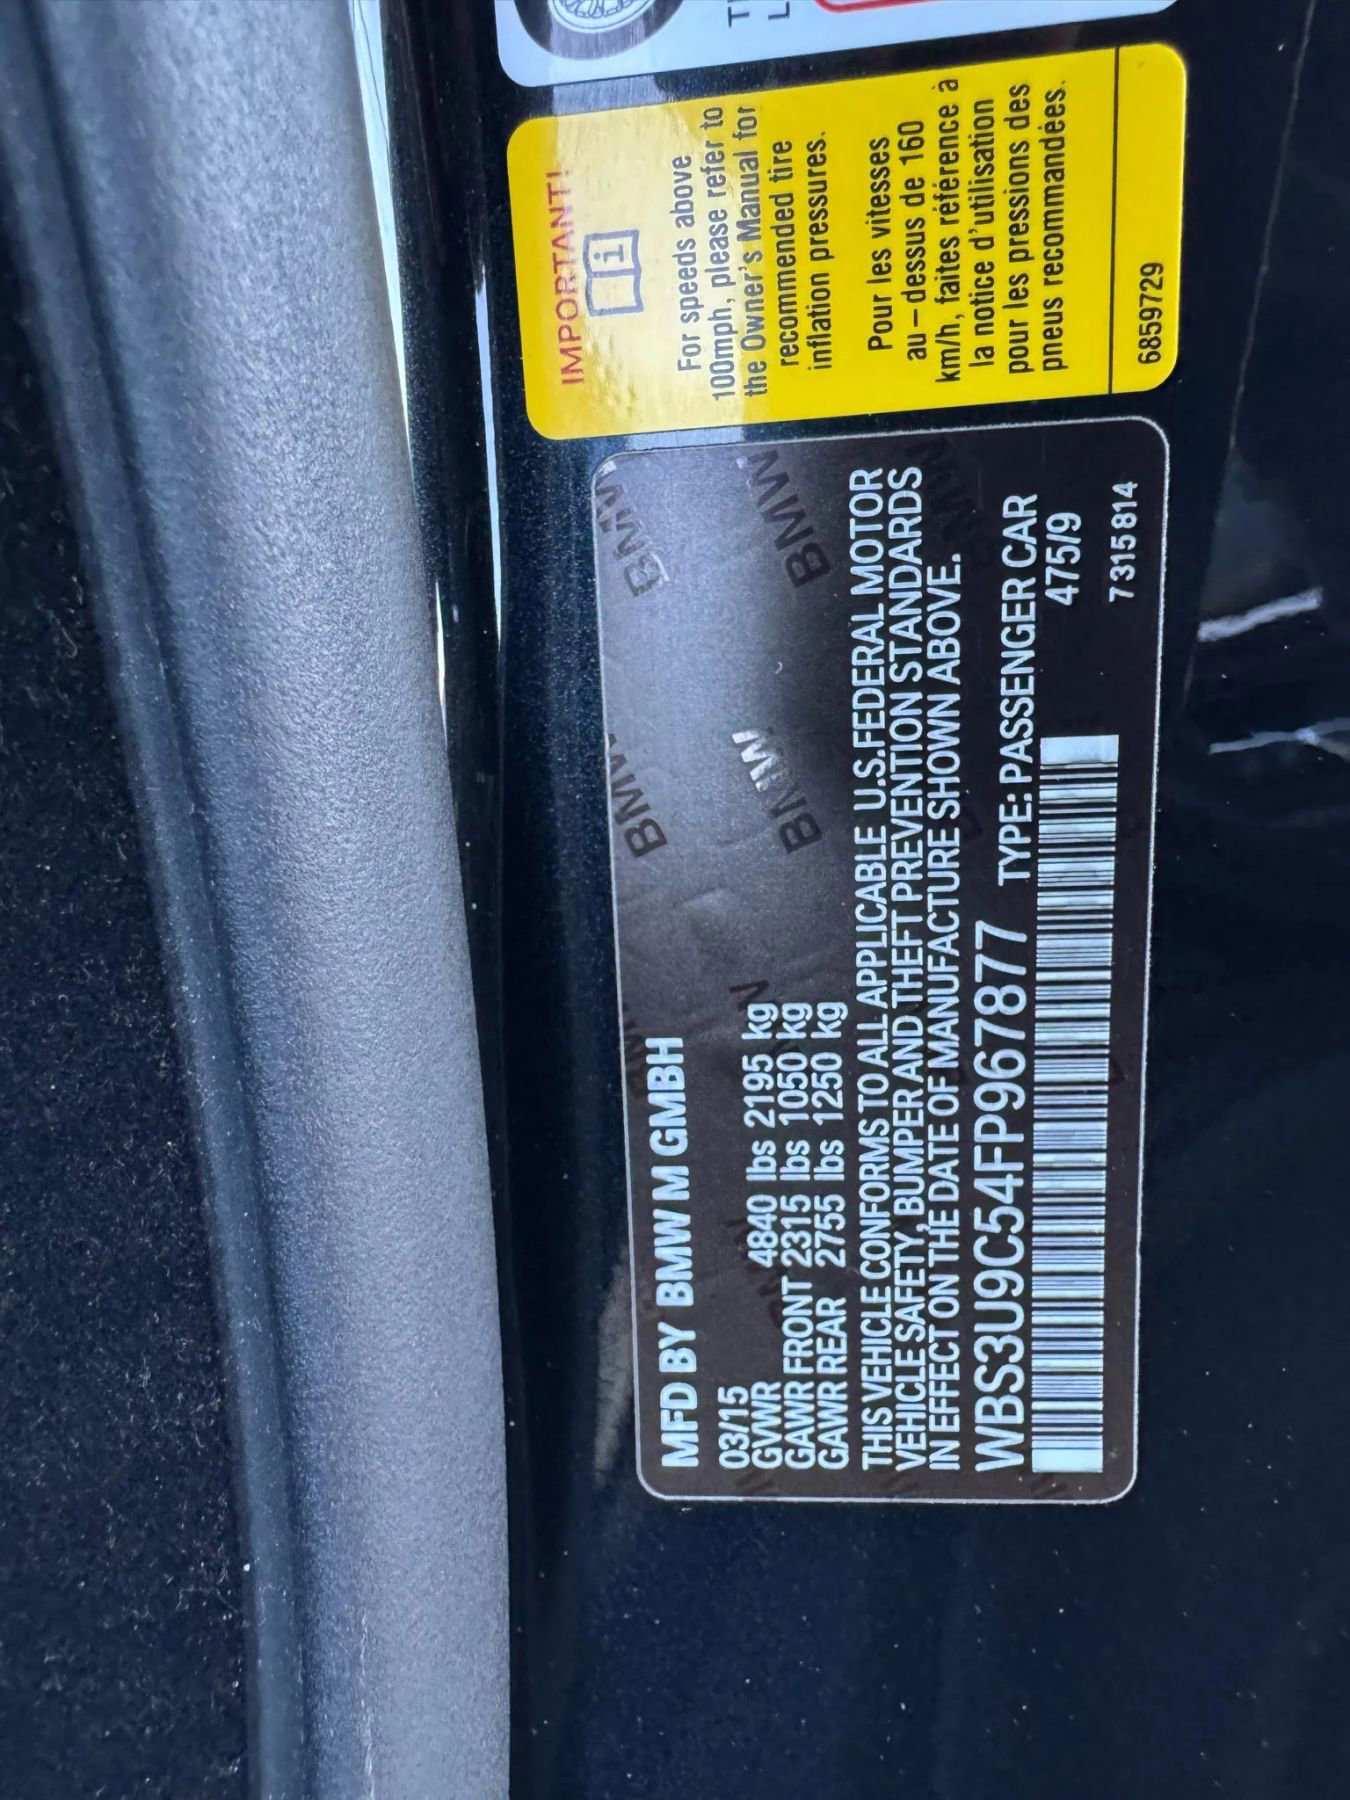 MFD BY BMW M GMBH
03/15
GVWR 4840 lbs 2195 kg
GAWR FRONT 2315 lbs 1050 kg
GAWR REAR 2755 lbs 1250 kg
THIS VEHICLE CONFORMS TO ALL APPLICABLE U.S.FEDERAL MOTOR
VEHICLE SAFETY, BUMPER AND THEFT PREVENTION STANDARDS
IN EFFECT ON THE DATE OF MANUFACTURE SHOWN ABOVE.
WBS3U9C54FP967877 TYPE: PASSENGER CAR
475/9
7315814
BMW
BMW
BMW
BMW
IMPORTANT!
i
For speeds above
100mph, please refer to
the Owner's Manual for
recommended tire
inflation pressures.
Pour les vitesses
au-dessus de 160
km/h, faites référence à
la notice d'utilisation
pour les pressions des
pneus recommandées.
6859729